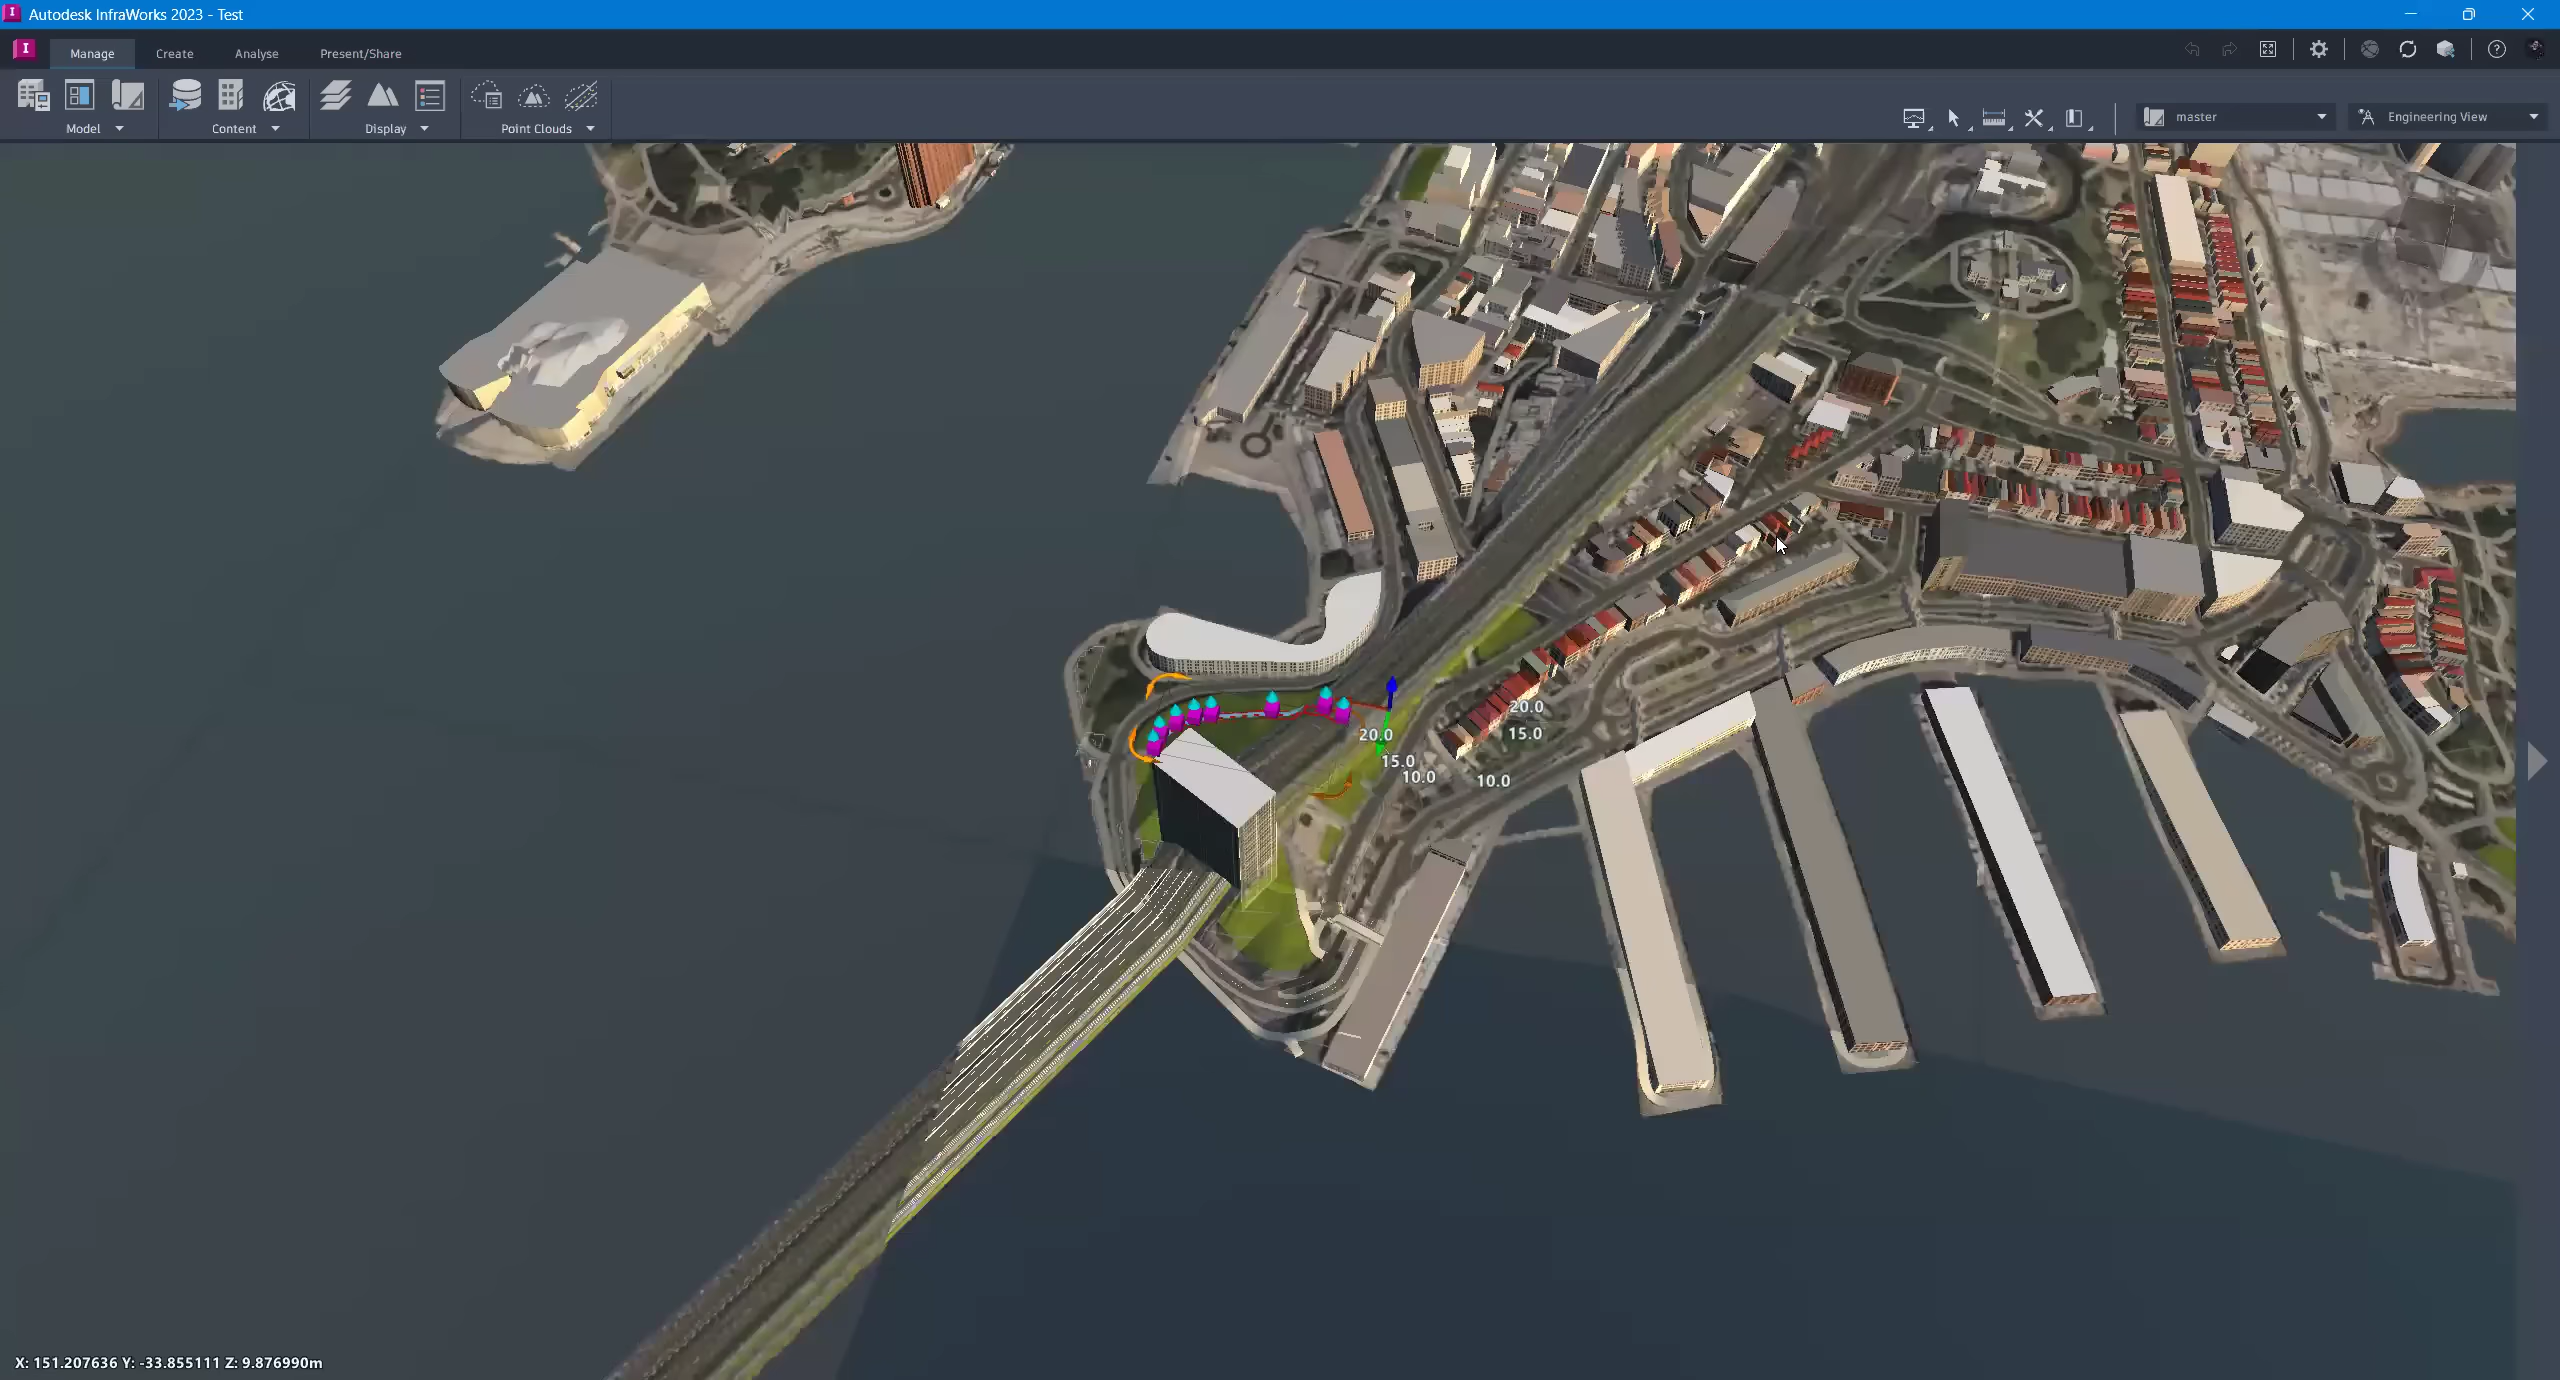 Autodesk InfraWorks 2023 - Test
I
Manage Create Analyse Present/Share
Model Content Display Point Clouds
master Engineering View
20.0
20.0 15.0
15.0
10.0 10.0
X: 151.207636 Y: -33.855111 Z: 9.876990m